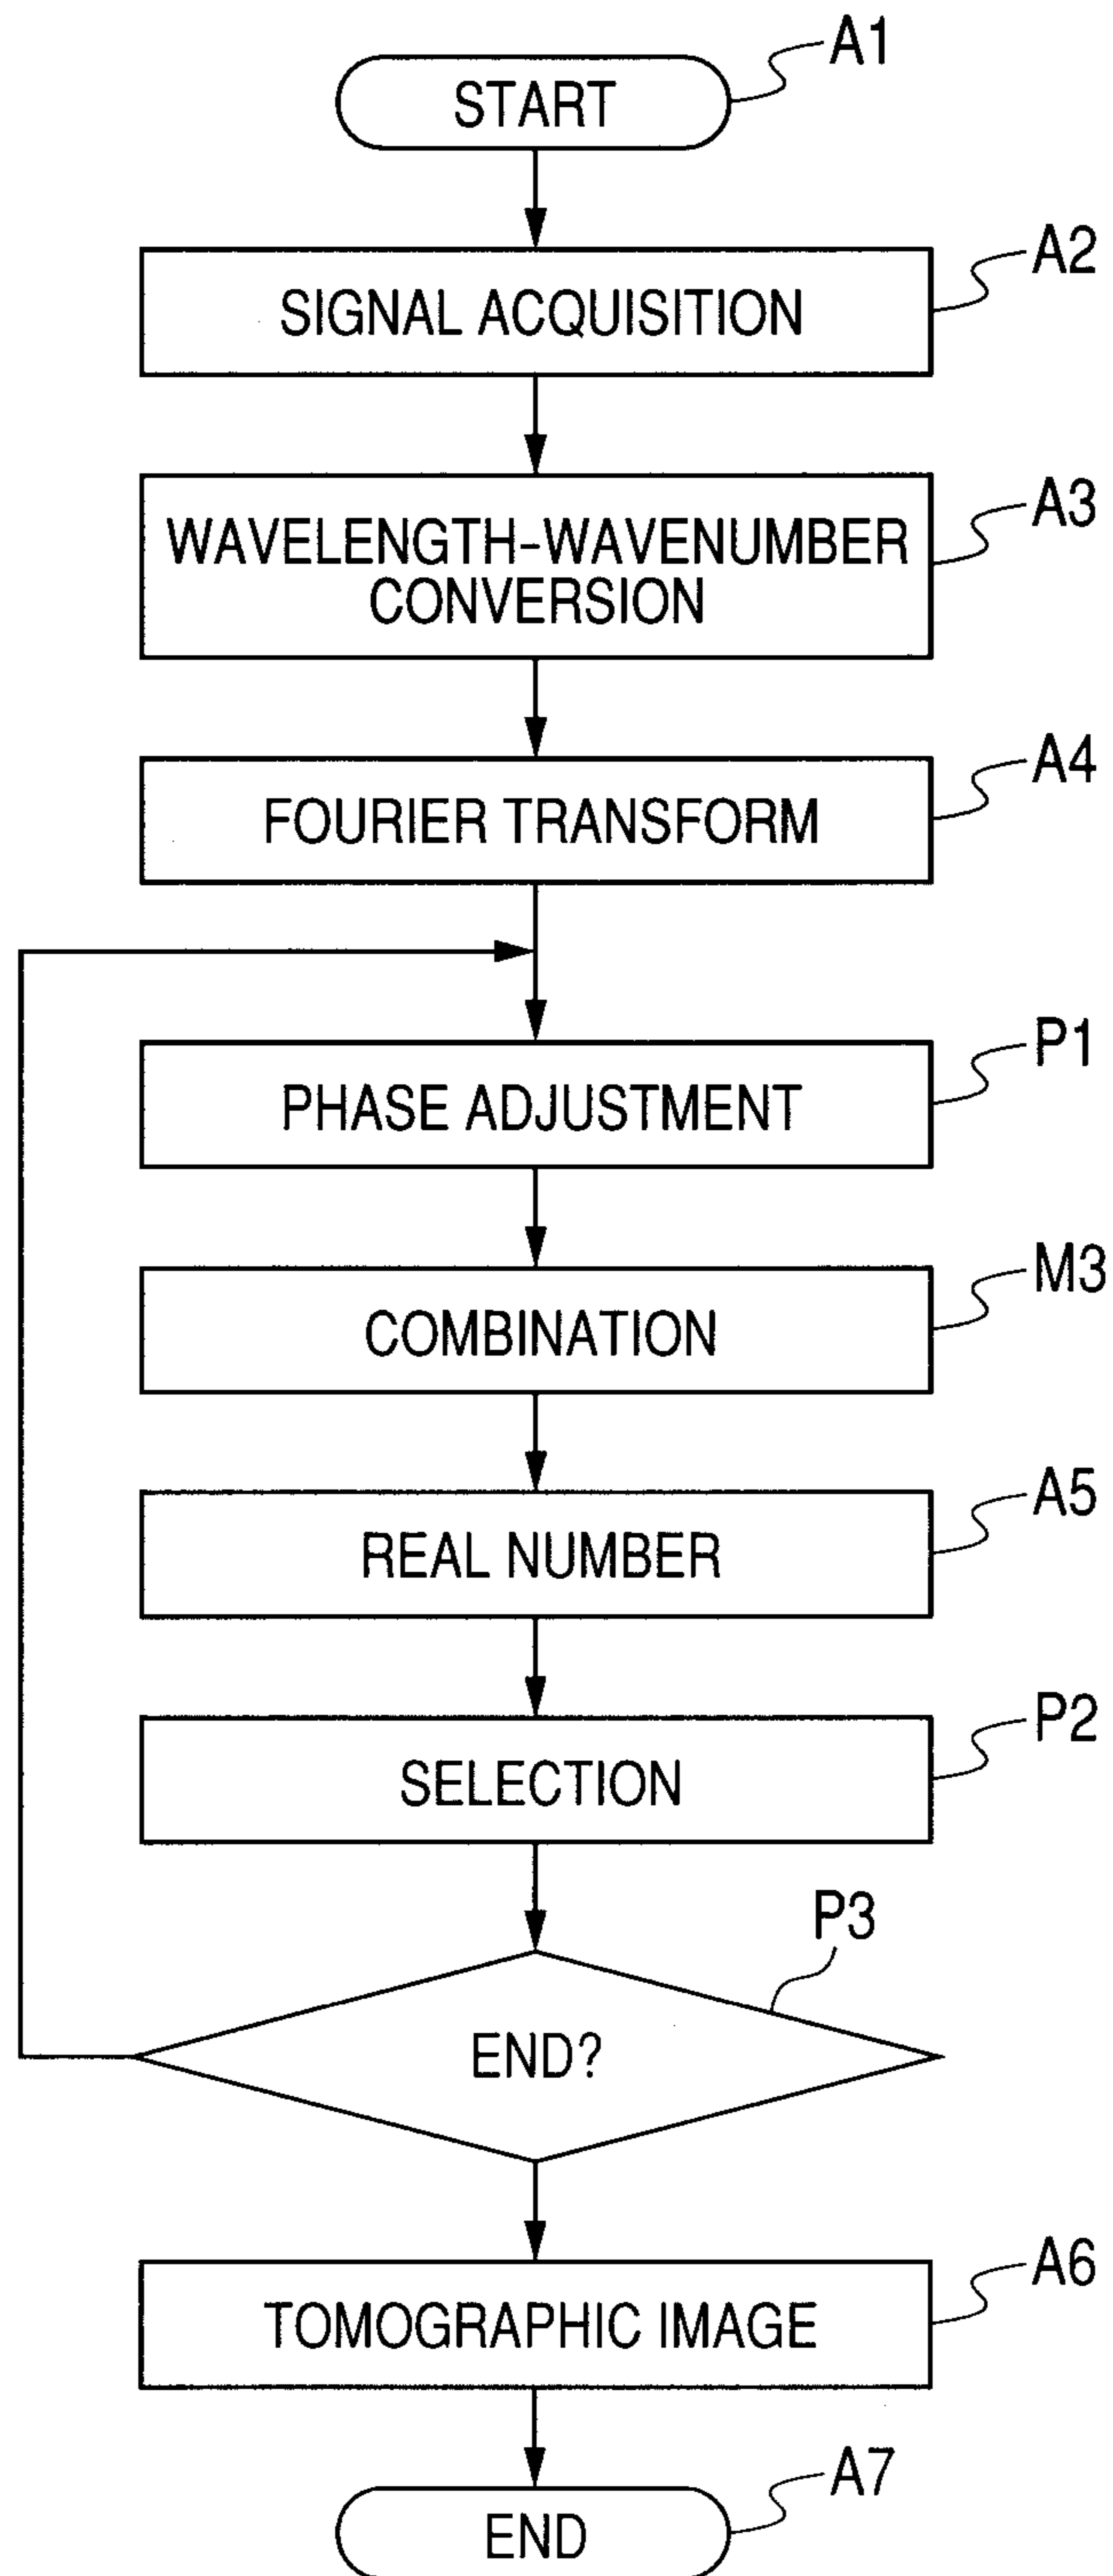 START
A1
SIGNAL ACQUISITION
A2
WAVELENGTH-WAVENUMBER
CONVERSION
A3
FOURIER TRANSFORM
A4
PHASE ADJUSTMENT
P1
COMBINATION
M3
REAL NUMBER
A5
SELECTION
P2
P3
END?
TOMOGRAPHIC IMAGE
A6
END
A7